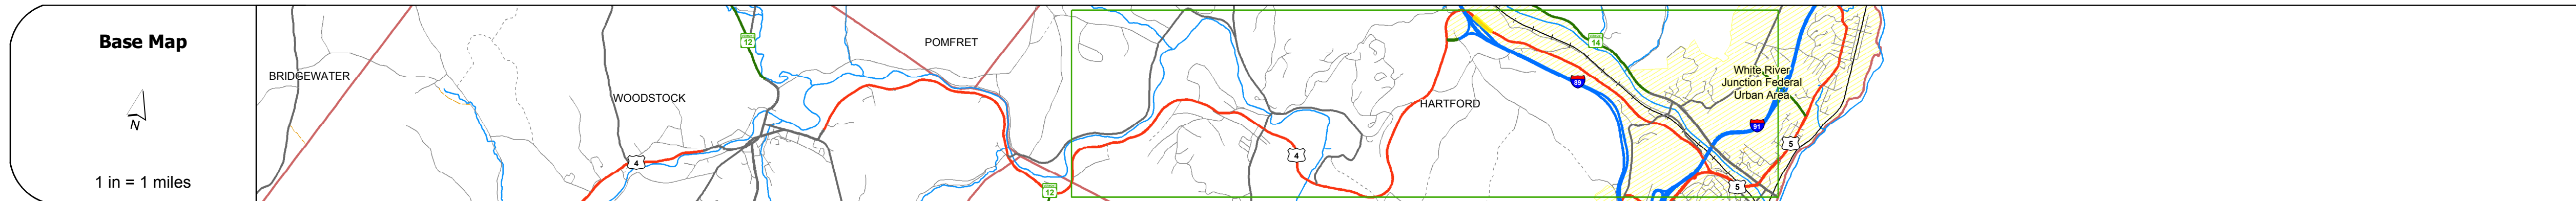 Base Map
N
1 in = 1 miles
BRIDGEWATER
WOODSTOCK
4
12
POMFRET
12
4
HARTFORD
89
14
White River
Junction Federal
Urban Area
91
5
5